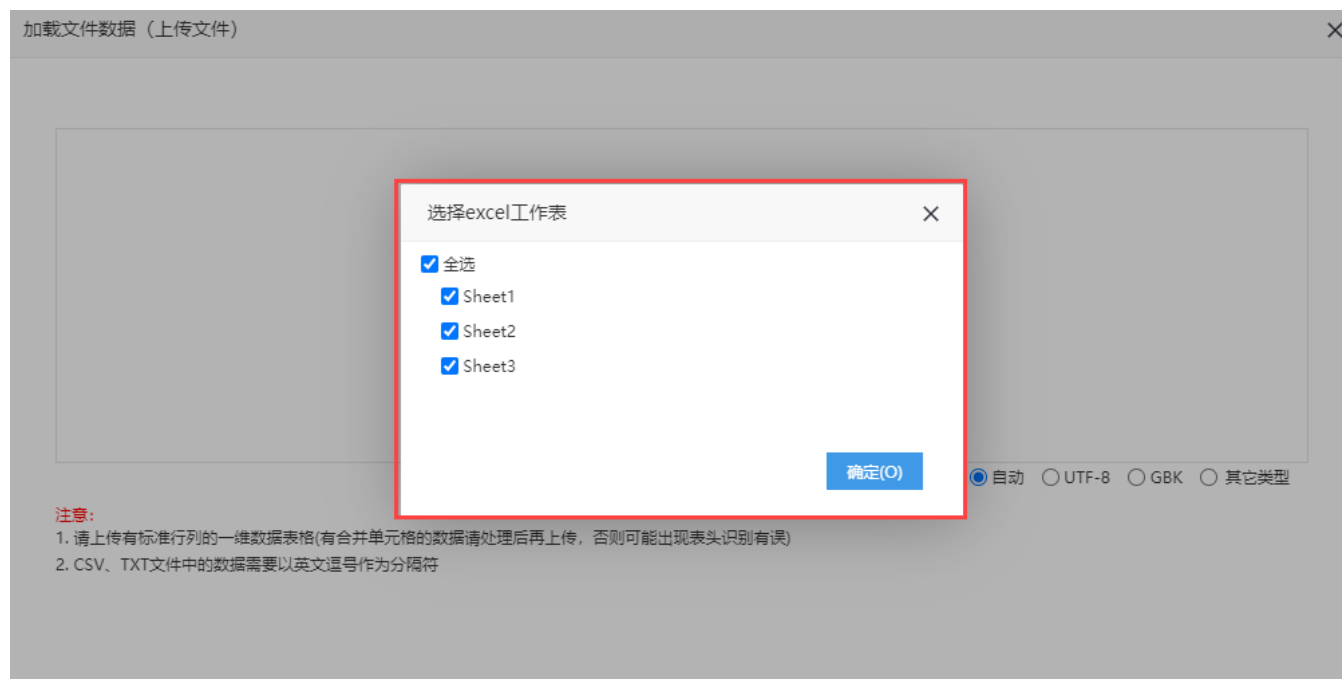 加载文件数据（上传文件）
选择excel工作表
全选
Sheet1
Sheet2
Sheet3
确定(O)
自动 UTF-8 GBK 其它类型
注意:
1. 请上传有标准行列的一维数据表格(有合并单元格的数据请处理后再上传，否则可能出现表头识别有误)
2. CSV、TXT文件中的数据需要以英文逗号作为分隔符